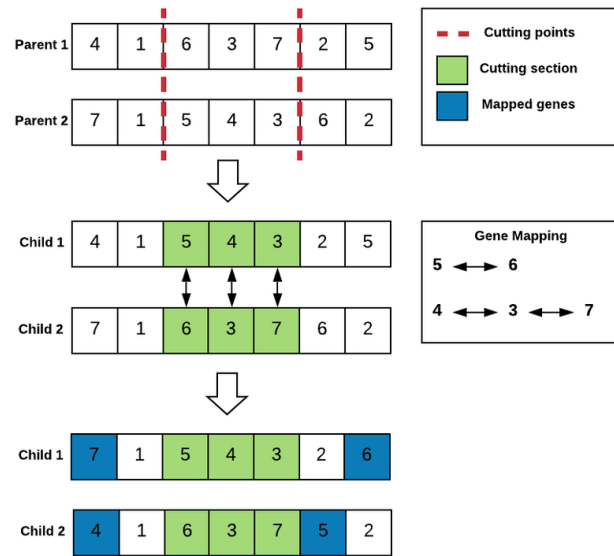 Parent 1 4 1 6 3 7 2 5
Parent 2 7 1 5 4 3 6 2
Cutting points
Cutting section
Mapped genes
Child 1 4 1 5 4 3 2 5
Child 2 7 1 6 3 7 6 2
Gene Mapping
5 6
4 3 7
Child 1 7 1 5 4 3 2 6
Child 2 4 1 6 3 7 5 2